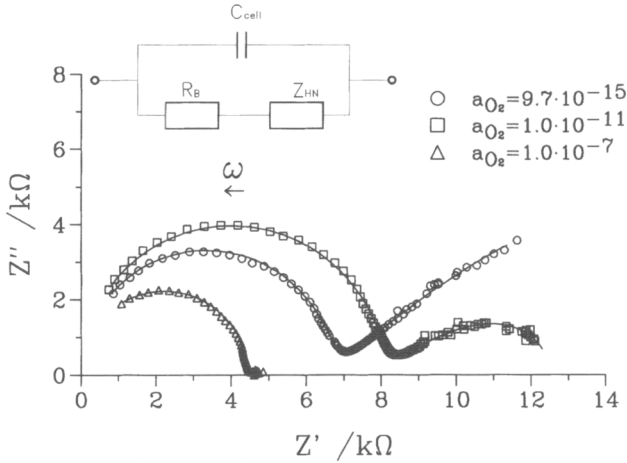 C_cell
R_B
Z_HN
8
6
4
2
0
Z'' /kΩ
ω
←
○ a_O₂=9.7·10⁻¹⁵
□ a_O₂=1.0·10⁻¹¹
△ a_O₂=1.0·10⁻⁷
0 2 4 6 8 10 12 14
Z' /kΩ